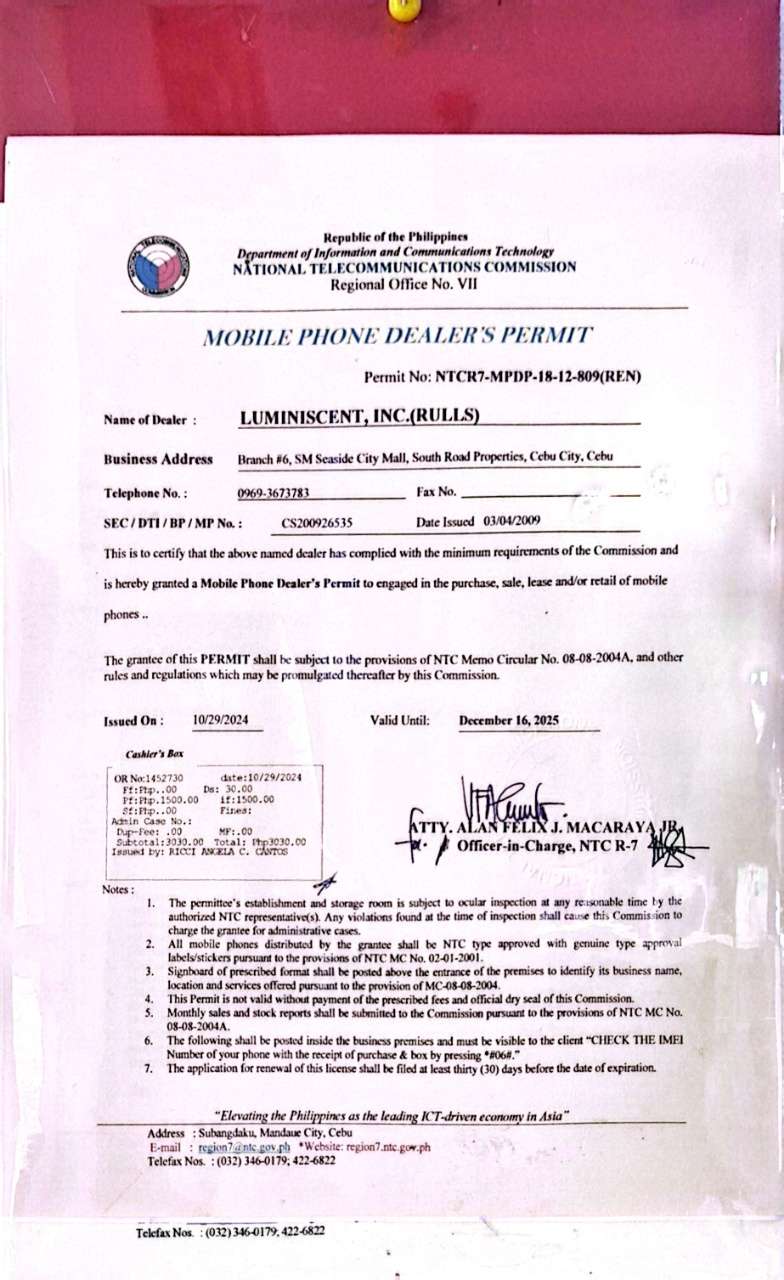 Republic of the Philippines
Department of Information and Communications Technology
NATIONAL TELECOMMUNICATIONS COMMISSION
Regional Office No. VII
MOBILE PHONE DEALER'S PERMIT
Permit No: NTCR7-MPDP-18-12-809(REN)
Name of Dealer : LUMINISCENT, INC.(RULLS)
Business Address Branch #6, SM Seaside City Mall, South Road Properties, Cebu City, Cebu
Telephone No. : 0969-3673783 Fax No.
SEC / DTI / BP / MP No. : CS200926535 Date Issued 03/04/2009
This is to certify that the above named dealer has complied with the minimum requirements of the Commission and
is hereby granted a Mobile Phone Dealer's Permit to engaged in the purchase, sale, lease and/or retail of mobile
phones ..
The grantee of this PERMIT shall be subject to the provisions of NTC Memo Circular No. 08-08-2004A, and other
rules and regulations which may be promulgated thereafter by this Commission.
Issued On : 10/29/2024 Valid Until: December 16, 2025
Cashier's Box
OR No:1452730 date:10/29/2024
Ff:Php..00 Ds: 30.00
Pf:Php.1500.00 if:1500.00
Sf:Php..00 Fines:
Admin Case No.:
Dup-Fee: .00 MF:.00
Subtotal:3030.00 Total: Php3030.00
Issued by: RICCI ANGELA C. CANTOS
ATTY. ALAN FELIX J. MACARAYA, JR.
Officer-in-Charge, NTC R-7
Notes :
1. The permittee's establishment and storage room is subject to ocular inspection at any reasonable time by the
authorized NTC representative(s). Any violations found at the time of inspection shall cause this Commission to
charge the grantee for administrative cases.
2. All mobile phones distributed by the grantee shall be NTC type approved with genuine type approval
labels/stickers pursuant to the provisions of NTC MC No. 02-01-2001.
3. Signboard of prescribed format shall be posted above the entrance of the premises to identify its business name,
location and services offered pursuant to the provision of MC-08-08-2004.
4. This Permit is not valid without payment of the prescribed fees and official dry seal of this Commission.
5. Monthly sales and stock reports shall be submitted to the Commission pursuant to the provisions of NTC MC No.
08-08-2004A.
6. The following shall be posted inside the business premises and must be visible to the client "CHECK THE IMEI
Number of your phone with the receipt of purchase & box by pressing *#06#."
7. The application for renewal of this license shall be filed at least thirty (30) days before the date of expiration.
"Elevating the Philippines as the leading ICT-driven economy in Asia"
Address : Subangdaku, Mandaue City, Cebu
E-mail : region7@ntc.gov.ph *Website: region7.ntc.gov.ph
Telefax Nos. : (032) 346-0179; 422-6822
Telefax Nos. : (032) 346-0179; 422-6822